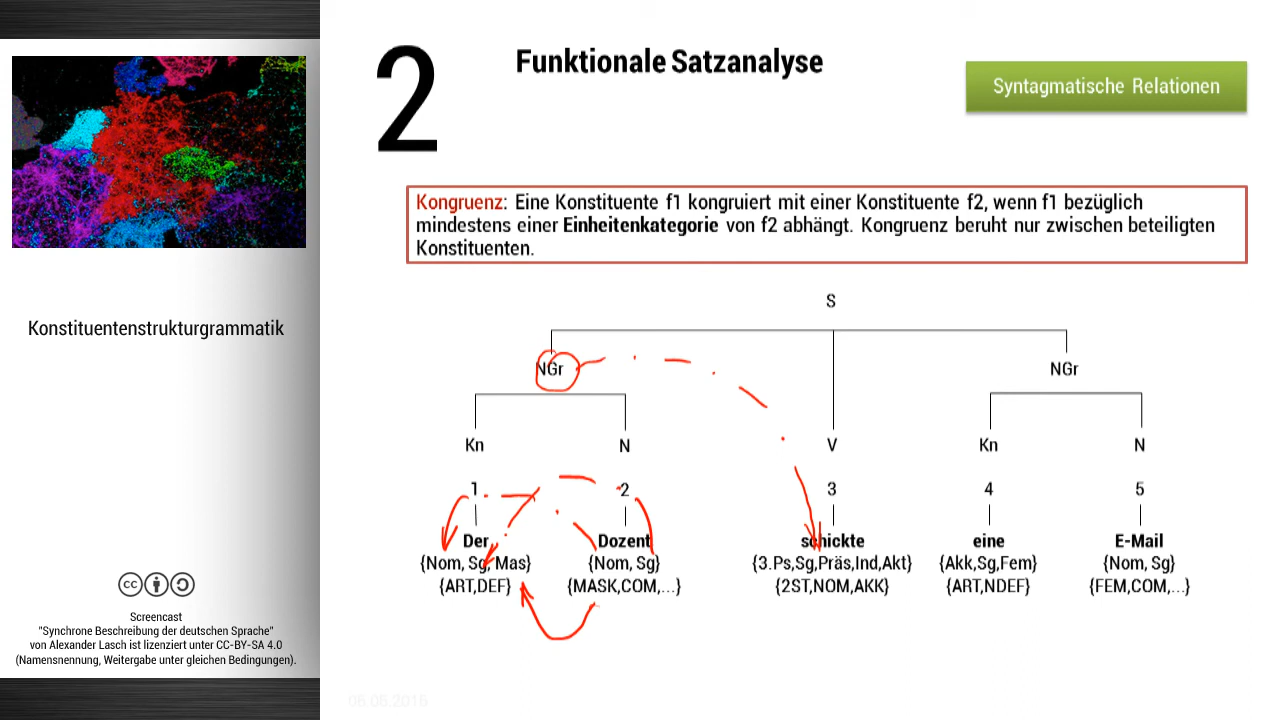 2
Funktionale Satzanalyse
Syntagmatische Relationen
Kongruenz: Eine Konstituente f1 kongruiert mit einer Konstituente f2, wenn f1 bezüglich
mindestens einer Einheitenkategorie von f2 abhängt. Kongruenz beruht nur zwischen beteiligten
Konstituenten.
Konstituentenstrukturgrammatik
S
NGr NGr
Kn N V Kn N
1 2 3 4 5
Der Dozent schickte eine E-Mail
{Nom, Sg, Mas} {Nom, Sg} {3.Ps,Sg,Präs,Ind,Akt} {Akk,Sg,Fem} {Nom, Sg}
{ART,DEF} {MASK,COM,...} {2ST,NOM,AKK} {ART,NDEF} {FEM,COM,...}
cc
Screencast
"Synchrone Beschreibung der deutschen Sprache"
von Alexander Lasch ist lizenziert unter CC-BY-SA 4.0
(Namensnennung, Weitergabe unter gleichen Bedingungen).
06.05.2015